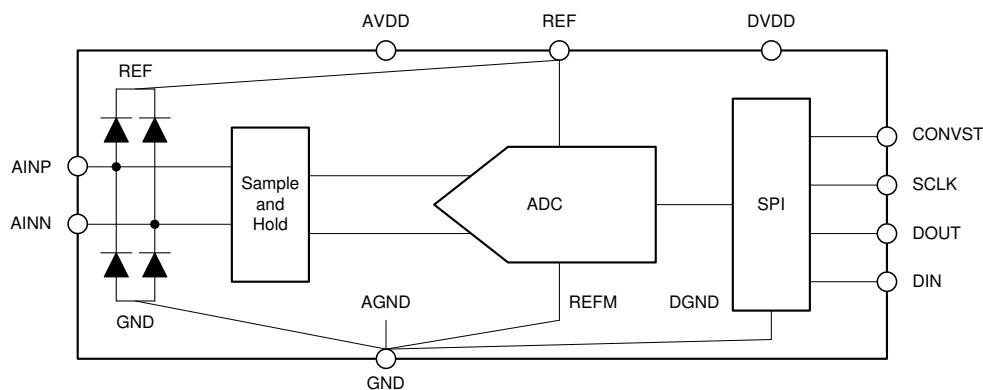 AVDD
REF
DVDD
REF
AINP
AINN
Sample
and
Hold
ADC
SPI
CONVST
SCLK
DOUT
DIN
GND
AGND
REFM
DGND
GND